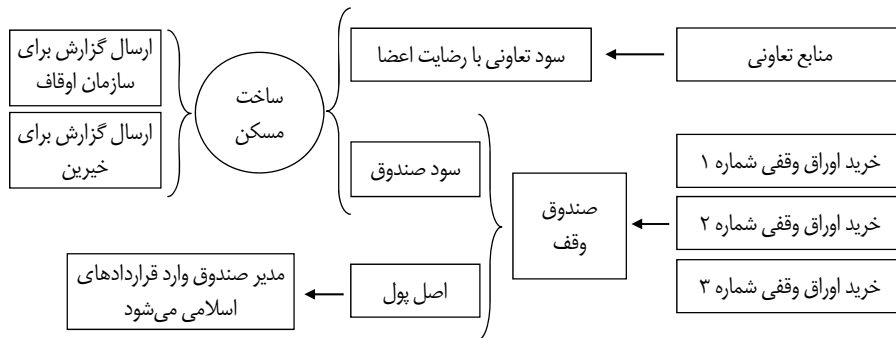 منابع تعاونی
سود تعاونی با رضایت اعضا
خرید اوراق وقفی شماره ۱
خرید اوراق وقفی شماره ۲
خرید اوراق وقفی شماره ۳
صندوق
وقف
سود صندوق
اصل پول
مدیر صندوق وارد قراردادهای
اسلامی می‌شود
ساخت
مسکن
ارسال گزارش برای
سازمان اوقاف
ارسال گزارش برای
خیرین